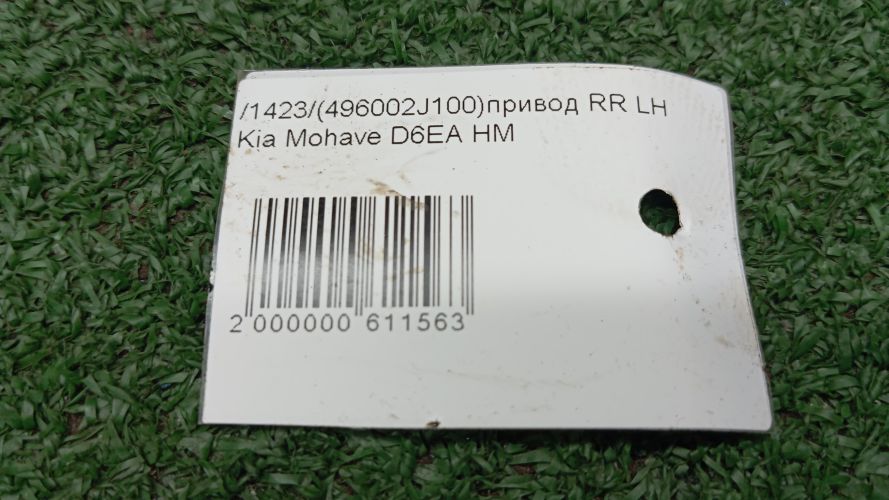 /1423/(496002J100)привод RR LH
Kia Mohave D6EA HM
2 000000 611563